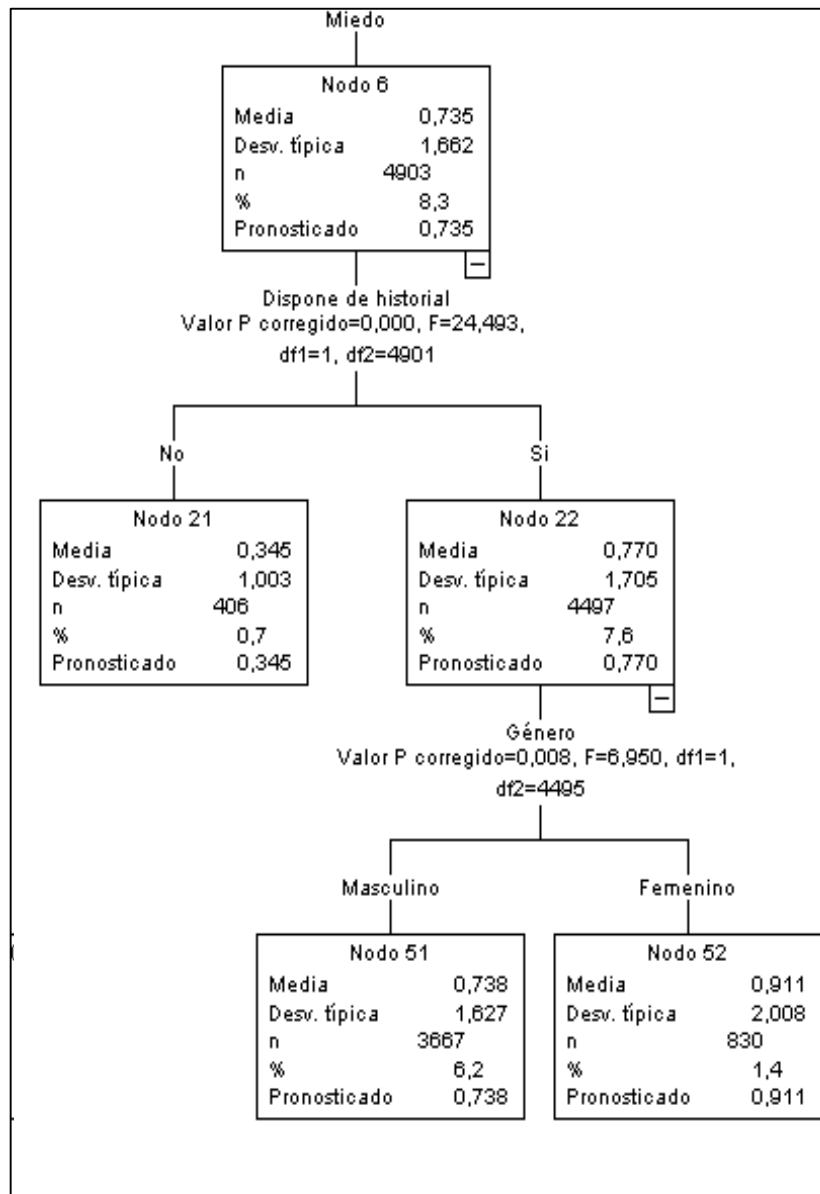 Miedo
Nodo 6
Media 0,735
Desv. típica 1,662
n 4903
% 8,3
Pronosticado 0,735
Dispone de historial
Valor P corregido=0,000, F=24,493,
df1=1, df2=4901
No
Si
Nodo 21
Media 0,345
Desv. típica 1,003
n 406
% 0,7
Pronosticado 0,345
Nodo 22
Media 0,770
Desv. típica 1,705
n 4497
% 7,6
Pronosticado 0,770
Género
Valor P corregido=0,008, F=6,950, df1=1,
df2=4495
Masculino
Femenino
Nodo 51
Media 0,738
Desv. típica 1,627
n 3667
% 6,2
Pronosticado 0,738
Nodo 52
Media 0,911
Desv. típica 2,008
n 830
% 1,4
Pronosticado 0,911